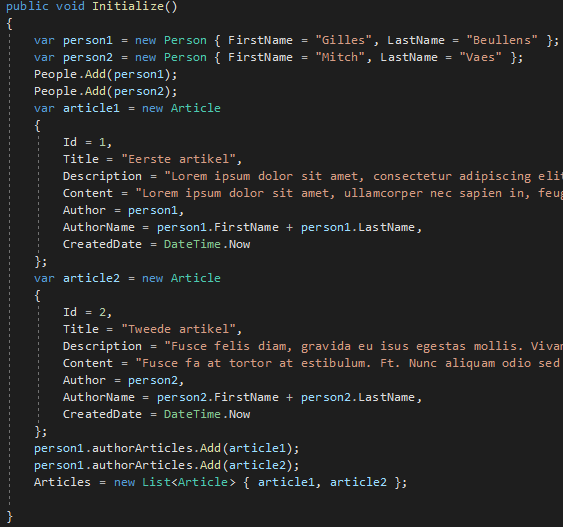 public void Initialize()
{
var person1 = new Person { FirstName = "Gilles", LastName = "Beullens" };
var person2 = new Person { FirstName = "Mitch", LastName = "Vaes" };
People.Add(person1);
People.Add(person2);
var article1 = new Article
{
Id = 1,
Title = "Eerste artikel",
Description = "Lorem ipsum dolor sit amet, consectetur adipiscing elit
Content = "Lorem ipsum dolor sit amet, ullamcorper nec sapien in, feug
Author = person1,
AuthorName = person1.FirstName + person1.LastName,
CreatedDate = DateTime.Now
};
var article2 = new Article
{
Id = 2,
Title = "Tweede artikel",
Description = "Fusce felis diam, gravida eu isus egestas mollis. Vivam
Content = "Fusce fa at tortor at estibulum. Ft. Nunc aliquam odio sed
Author = person2,
AuthorName = person2.FirstName + person2.LastName,
CreatedDate = DateTime.Now
};
person1.authorArticles.Add(article1);
person1.authorArticles.Add(article2);
Articles = new List<Article> { article1, article2 };
}